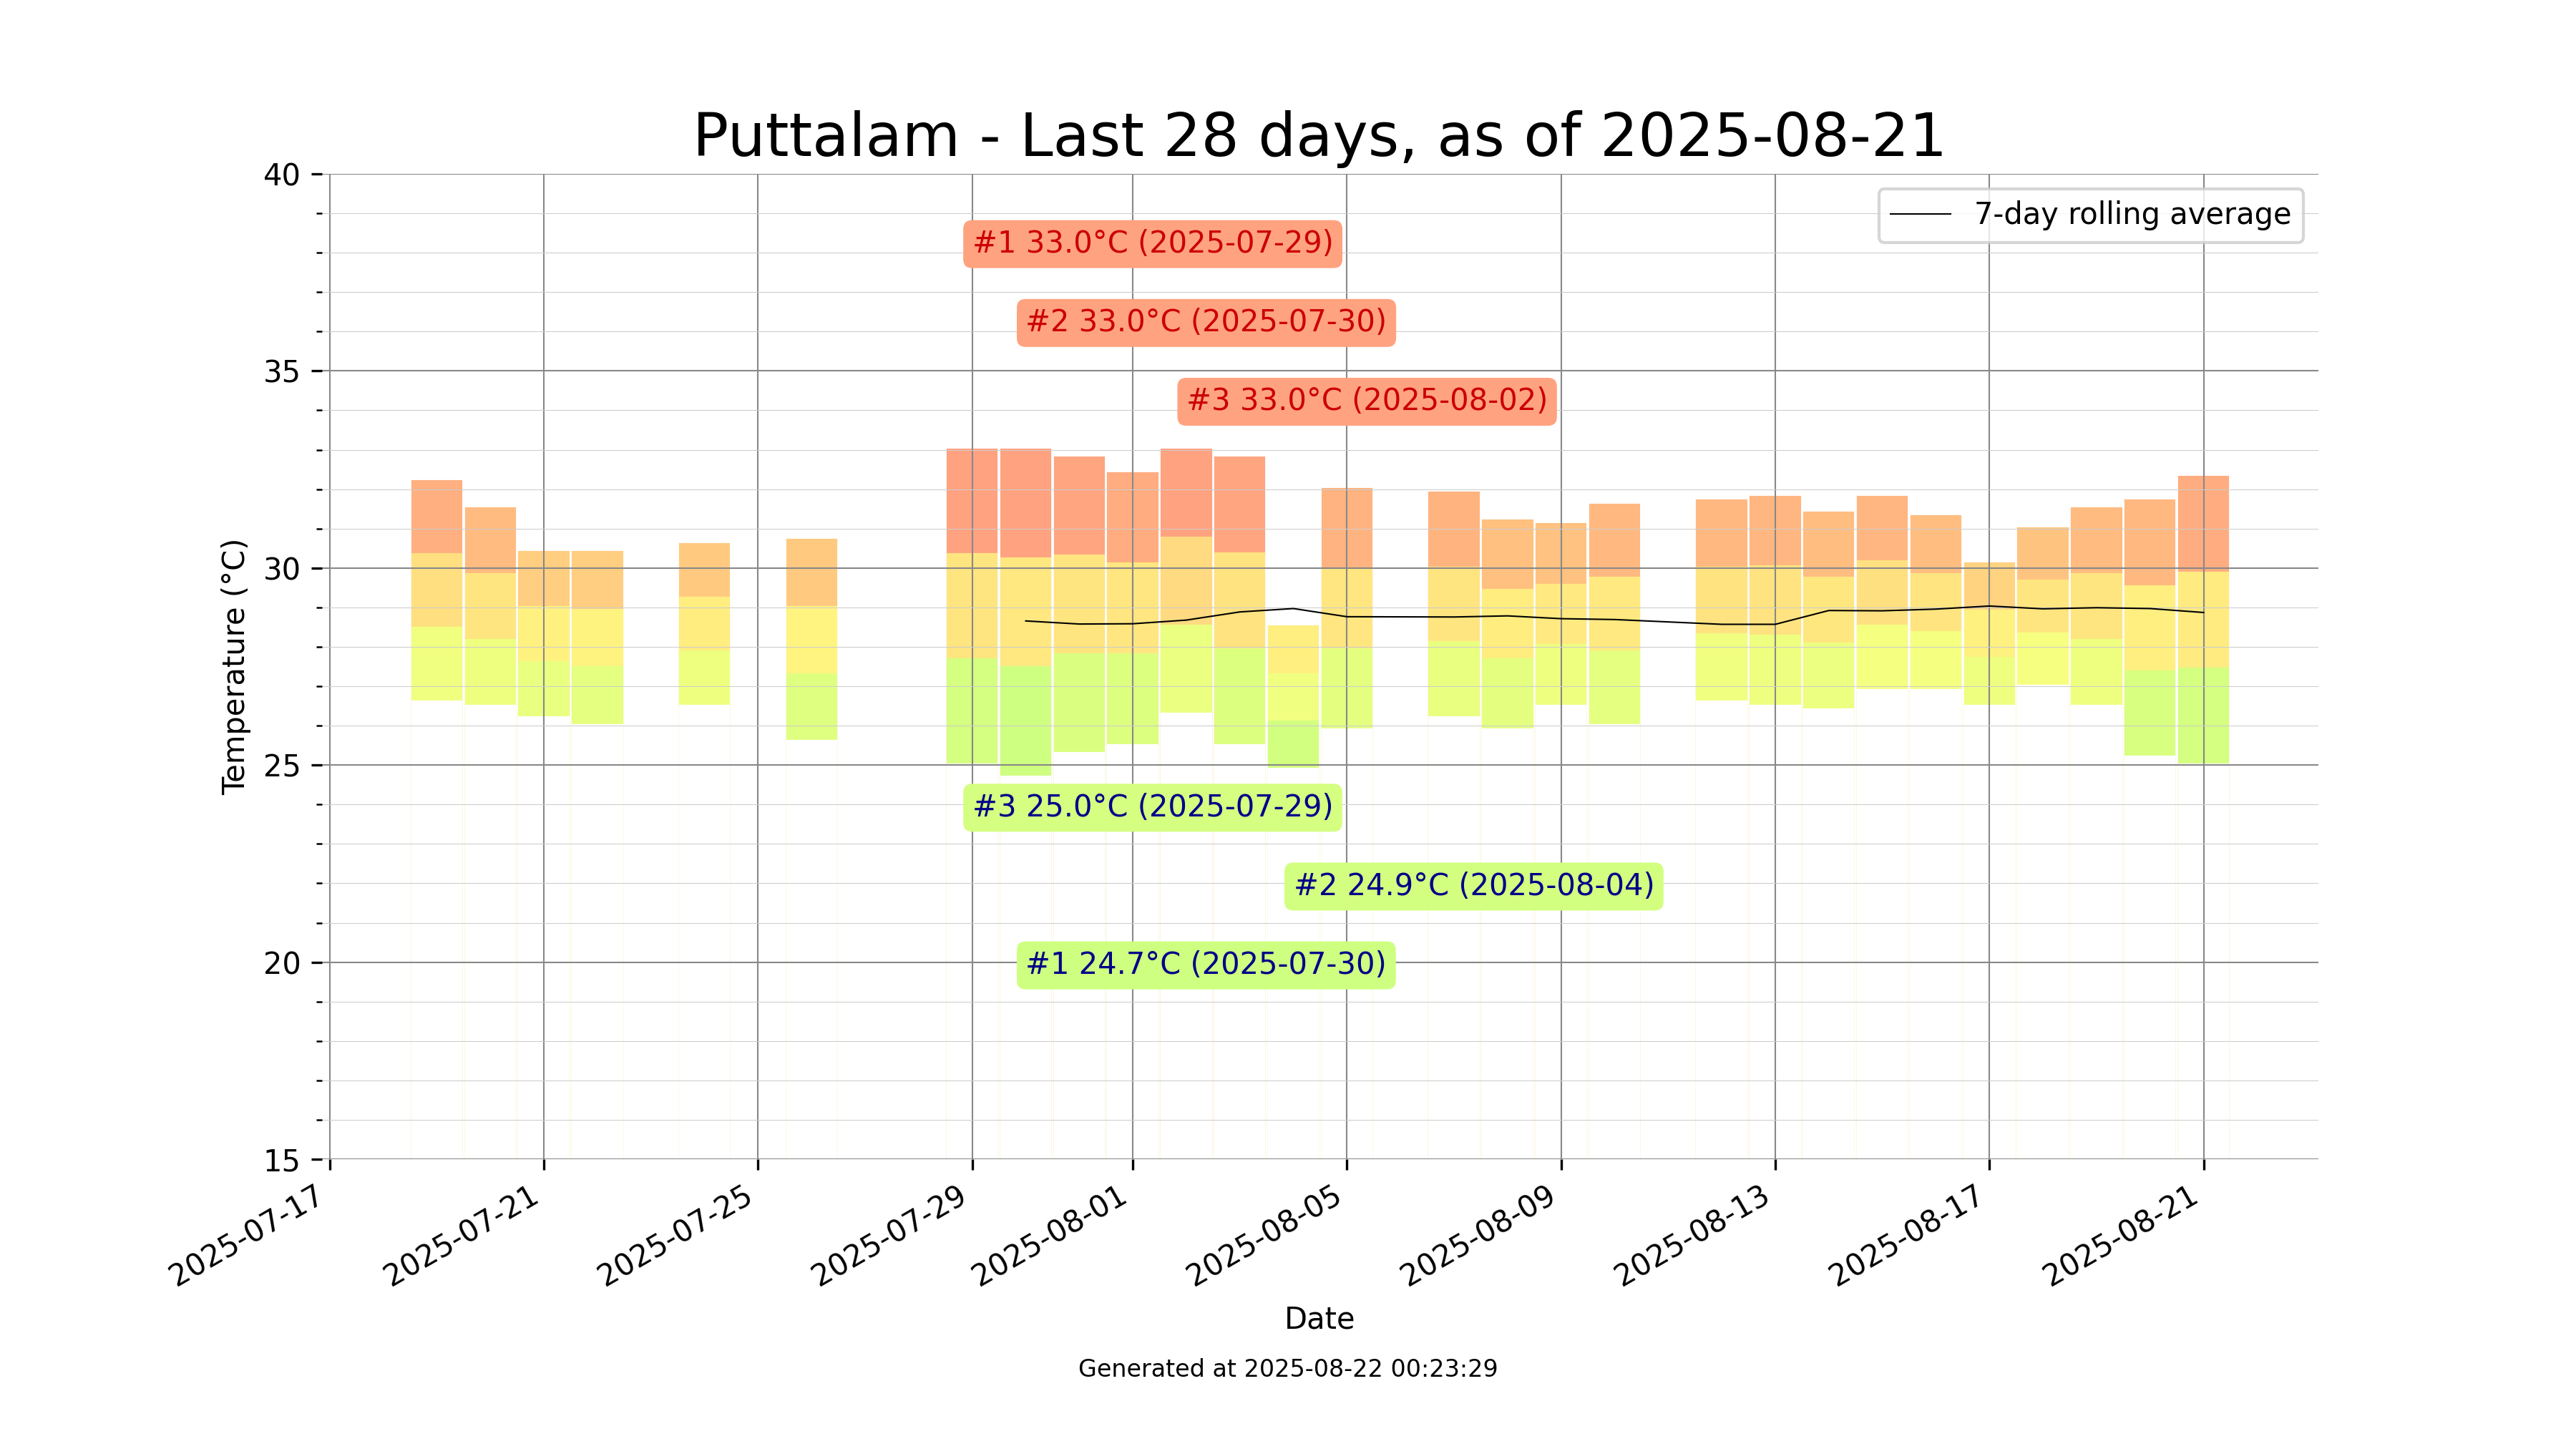 Puttalam - Last 28 days, as of 2025-08-21
7-day rolling average
#1 33.0°C (2025-07-29)
#2 33.0°C (2025-07-30)
#3 33.0°C (2025-08-02)
#3 25.0°C (2025-07-29)
#2 24.9°C (2025-08-04)
#1 24.7°C (2025-07-30)
Temperature (°C)
40
35
30
25
20
15
2025-07-17
2025-07-21
2025-07-25
2025-07-29
2025-08-01
2025-08-05
2025-08-09
2025-08-13
2025-08-17
2025-08-21
Date
Generated at 2025-08-22 00:23:29